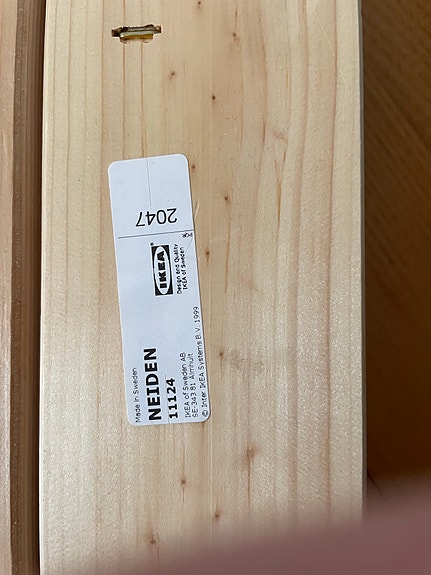 Made in Sweden
NEIDEN
11124
IKEA of Sweden AB
SE-343 81 Älmhult
© Inter IKEA Systems B.V. 1999
IKEA
Design and Quality
IKEA of Sweden
2047